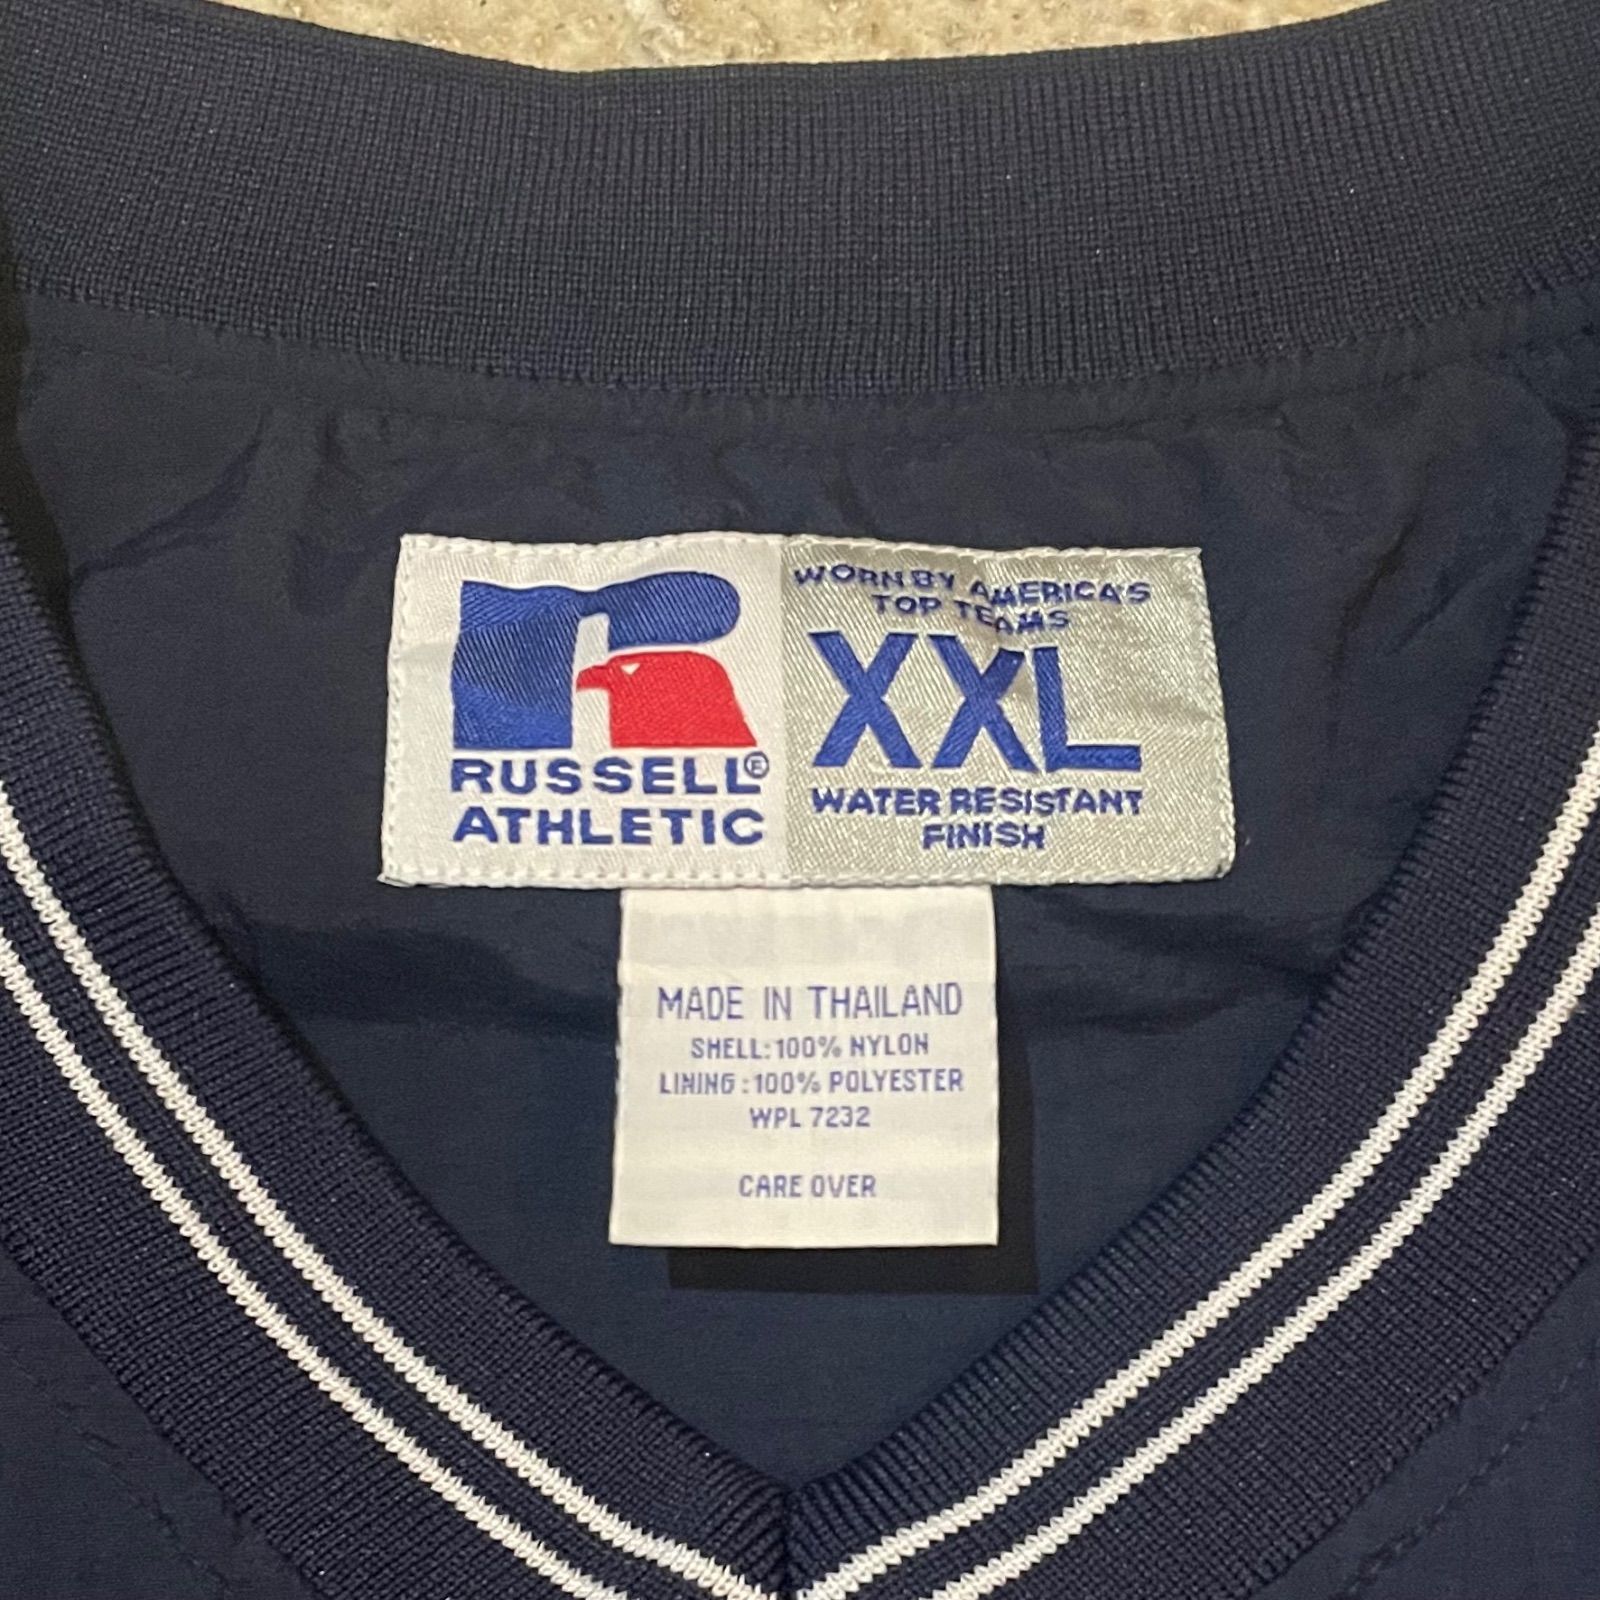 RUSSELL®
ATHLETIC
WORN BY AMERICA'S
TOP TEAMS
XXL
WATER RESISTANT
FINISH
MADE IN THAILAND
SHELL: 100% NYLON
LINING : 100% POLYESTER
WPL 7232
CARE OVER